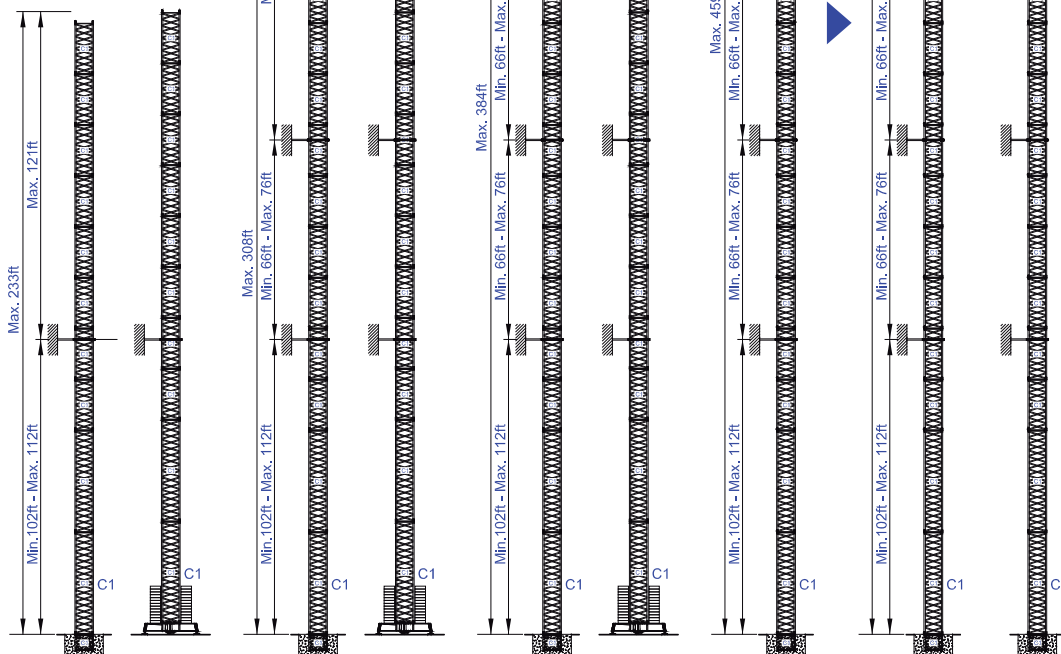 Max. 233ft
Max. 121ft
Min.102ft - Max. 112ft
C1
C1
Max. 308ft
Min. 66ft - Max. 76ft
Min.102ft - Max. 112ft
C1
C1
Max. 384ft
Min. 66ft - Max.
Min. 66ft - Max. 76ft
Min.102ft - Max. 112ft
C1
C1
Max. 459
Min. 66ft - Max.
Min. 66ft - Max. 76ft
Min.102ft - Max. 112ft
C1
Min. 66ft - Max.
Min. 66ft - Max. 76ft
Min.102ft - Max. 112ft
C1
C